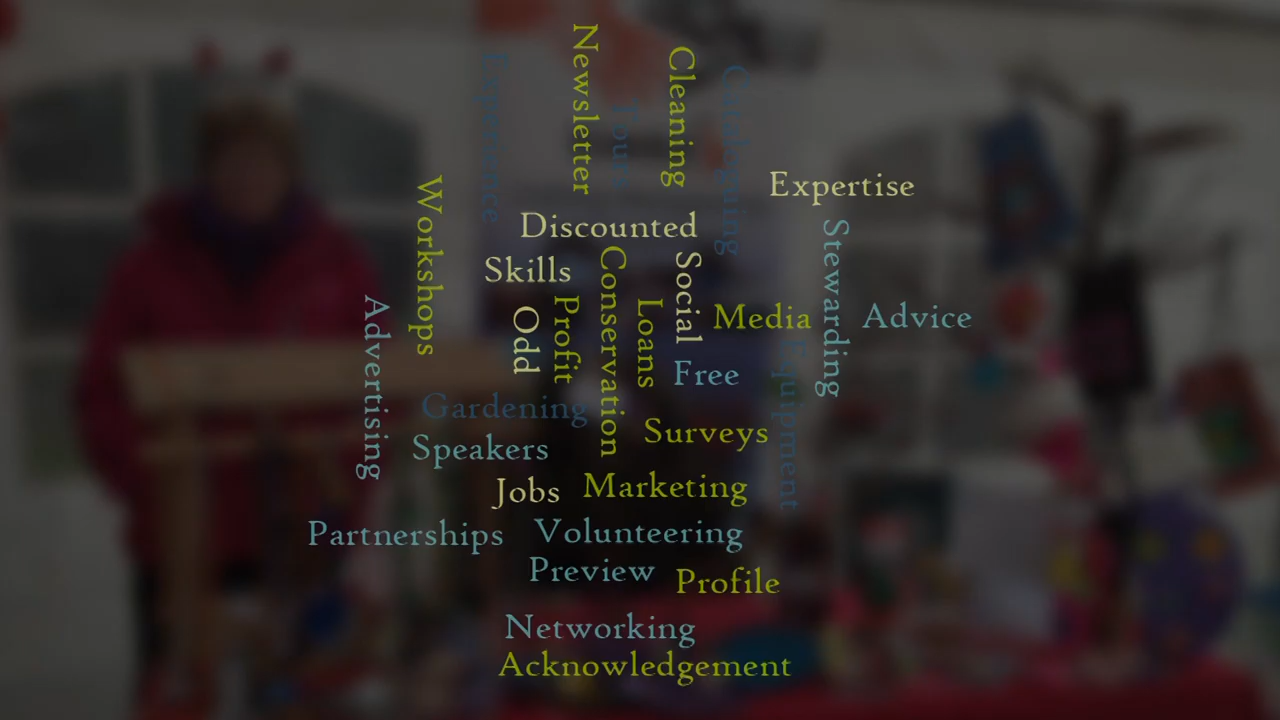 Newsletter
Cleaning
Experience
Tours
Cataloguing
Expertise
Workshops
Discounted
Stewarding
Skills
Conservation
Social
Advertising
Odd
Profit
Loans
Media
Advice
Free
Equipment
Gardening
Surveys
Speakers
Jobs
Marketing
Partnerships
Volunteering
Preview
Profile
Networking
Acknowledgement